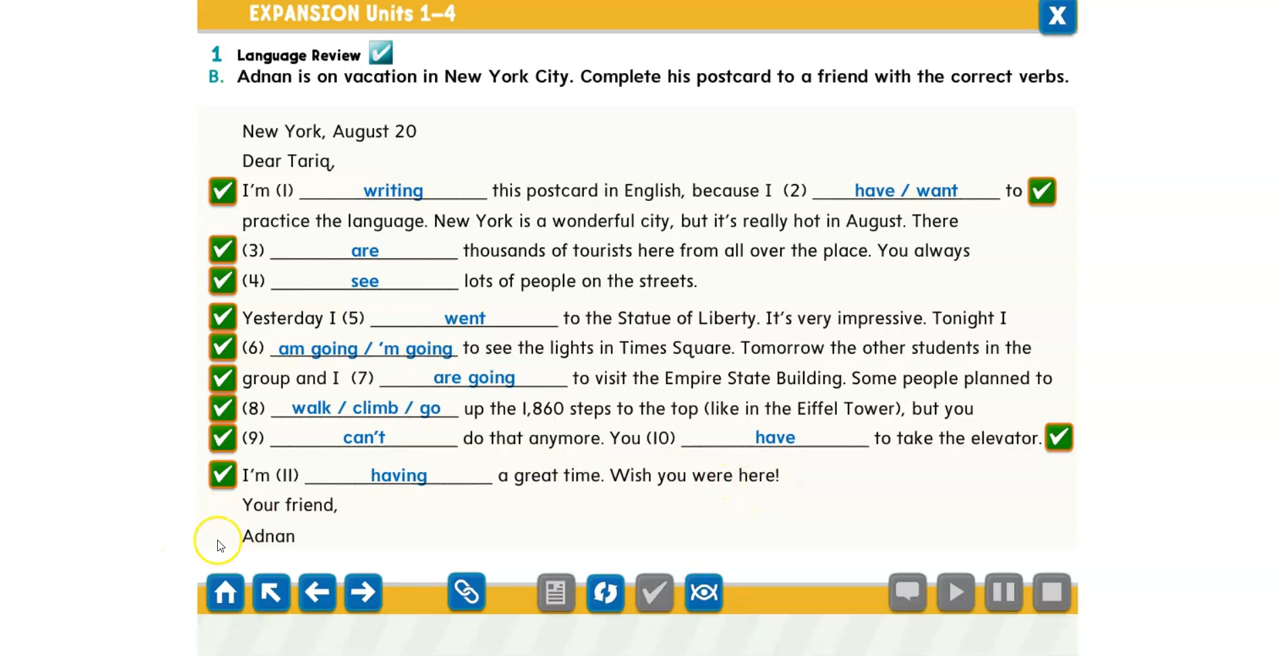 EXPANSION Units 1–4
X
1 Language Review
B. Adnan is on vacation in New York City. Complete his postcard to a friend with the correct verbs.
New York, August 20
Dear Tariq,
I'm (1) writing this postcard in English, because I (2) have / want to
practice the language. New York is a wonderful city, but it's really hot in August. There
(3) are thousands of tourists here from all over the place. You always
(4) see lots of people on the streets.
Yesterday I (5) went to the Statue of Liberty. It's very impressive. Tonight I
(6) am going / 'm going to see the lights in Times Square. Tomorrow the other students in the
group and I (7) are going to visit the Empire State Building. Some people planned to
(8) walk / climb / go up the 1,860 steps to the top (like in the Eiffel Tower), but you
(9) can't do that anymore. You (10) have to take the elevator.
I'm (11) having a great time. Wish you were here!
Your friend,
Adnan